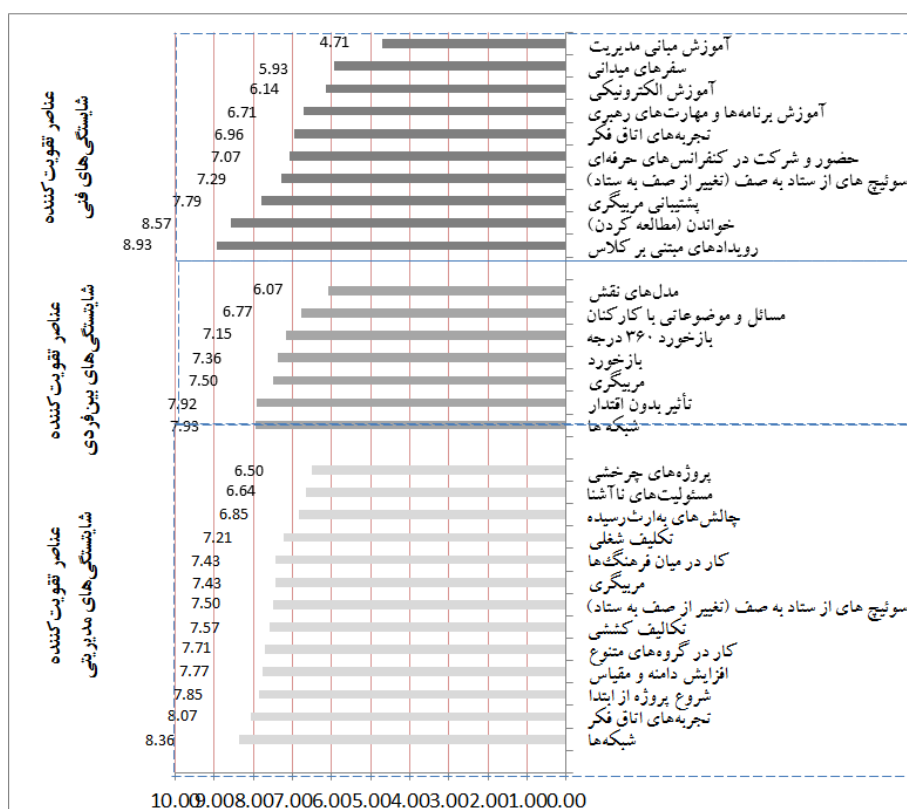 عناصر تقویت کننده
شایستگی‌های فنی
آموزش مبانی مدیریت 4.71
سفرهای میدانی 5.93
آموزش الکترونیکی 6.14
آموزش برنامه‌ها و مهارت‌های رهبری 6.71
تجربه‌های اتاق فکر 6.96
حضور و شرکت در کنفرانس‌های حرفه‌ای 7.07
سوئیچ های از ستاد به صف (تغییر از صف به ستاد) 7.29
پشتیبانی مربیگری 7.79
خواندن (مطالعه کردن) 8.57
رویدادهای مبتنی بر کلاس 8.93
عناصر تقویت کننده
شایستگی‌های بین‌فردی
مدل‌های نقش 6.07
مسائل و موضوعاتی با کارکنان 6.77
بازخورد ۳۶۰ درجه 7.15
بازخورد 7.36
مربیگری 7.50
تأثیر بدون اقتدار 7.92
شبکه ها 7.93
عناصر تقویت کننده
شایستگی‌های مدیریتی
پروژه‌های چرخشی 6.50
مسئولیت‌های ناآشنا 6.64
چالش‌های به‌ارث‌رسیده 6.85
تکلیف شغلی 7.21
کار در میان فرهنگ‌ها 7.43
مربیگری 7.43
سوئیچ های از ستاد به صف (تغییر از صف به ستاد) 7.50
تکالیف کششی 7.57
کار در گروه‌های متنوع 7.71
افزایش دامنه و مقیاس 7.77
شروع پروژه از ابتدا 7.85
تجربه‌های اتاق فکر 8.07
شبکه‌ها 8.36
10.00 9.00 8.00 7.00 6.00 5.00 4.00 3.00 2.00 1.00 0.00